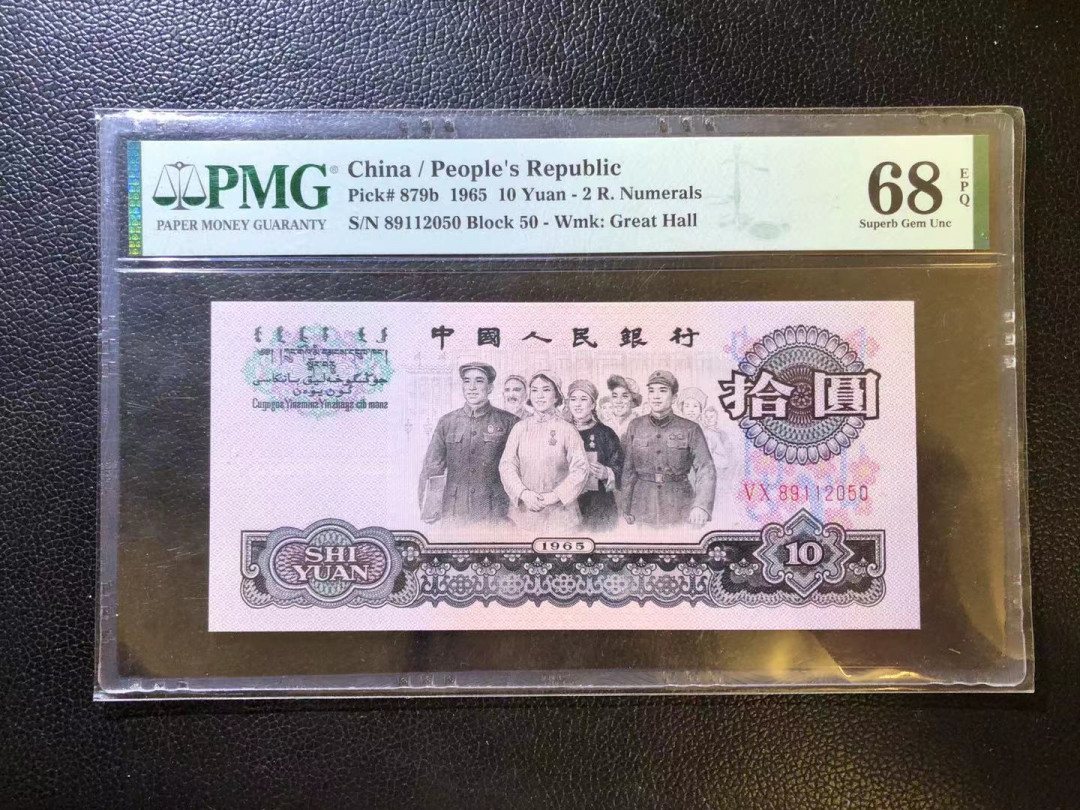 PMG®
PAPER MONEY GUARANTY
China / People's Republic
Pick# 879b 1965 10 Yuan - 2 R. Numerals
S/N 89112050 Block 50 - Wmk: Great Hall
68
EPQ
Superb Gem Unc
中國人民銀行
拾圓
VX 89112050
1965
SHI
YUAN
10